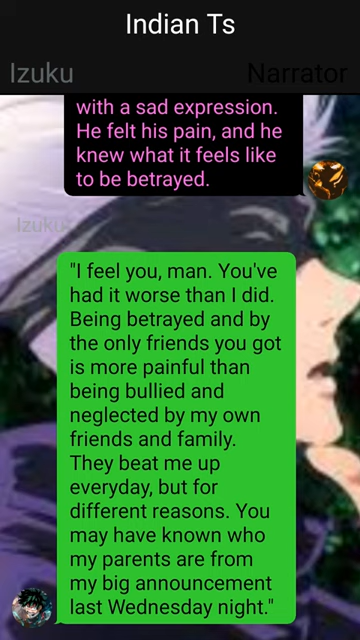 Indian Ts
Izuku
Narrator
with a sad expression.
He felt his pain, and he
knew what it feels like
to be betrayed.
Izuku
"I feel you, man. You've
had it worse than I did.
Being betrayed and by
the only friends you got
is more painful than
being bullied and
neglected by my own
friends and family.
They beat me up
everyday, but for
different reasons. You
may have known who
my parents are from
my big announcement
last Wednesday night."